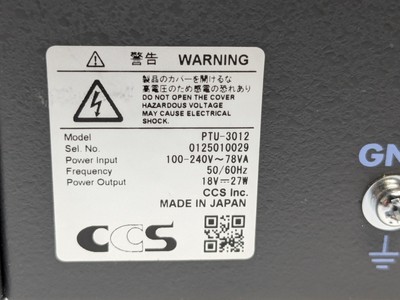 警告 WARNING
製品のカバーを開けるな
高電圧のため感電の恐れあり
DO NOT OPEN THE COVER
HAZARDOUS VOLTAGE
MAY CAUSE ELECTRICAL
SHOCK.
Model PTU-3012
Sel. No. 0125010029
Power Input 100-240V～78VA
Frequency 50/60Hz
Power Output 18V⎓27W
CCS Inc.
MADE IN JAPAN
CCS
GN